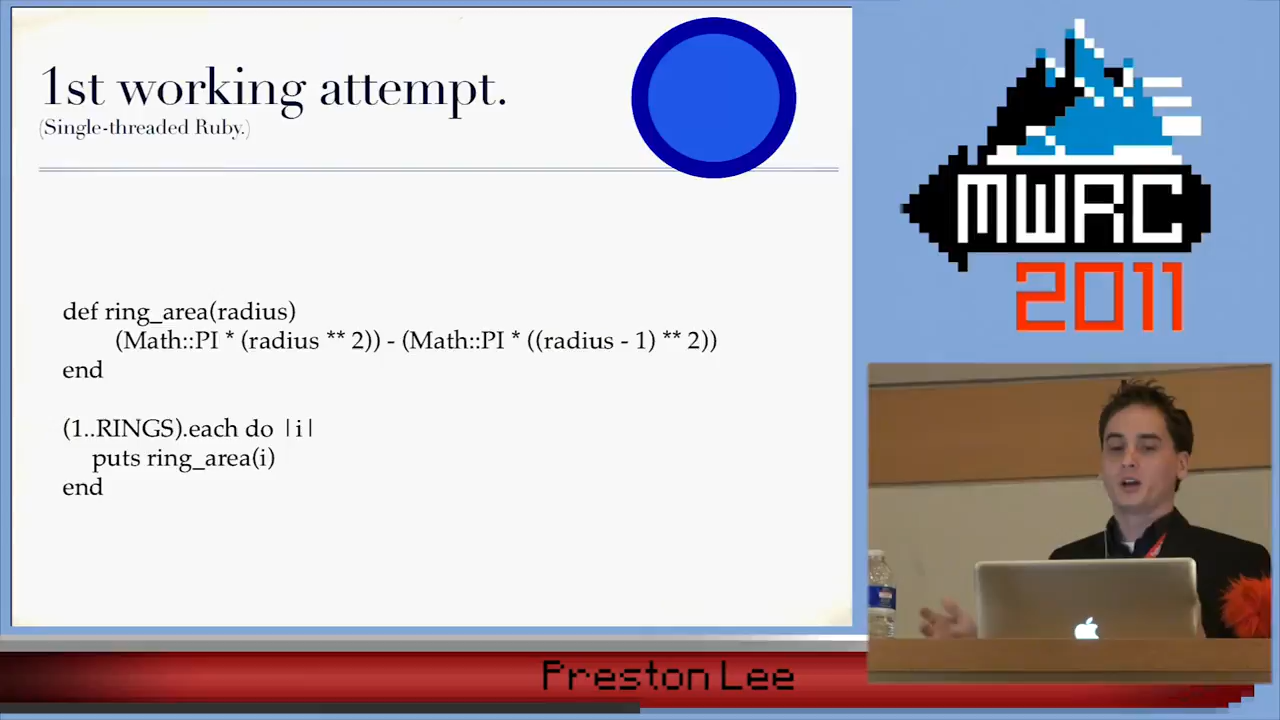 1st working attempt.
(Single-threaded Ruby.)
def ring_area(radius)
(Math::PI * (radius ** 2)) - (Math::PI * ((radius - 1) ** 2))
end
(1..RINGS).each do |i|
puts ring_area(i)
end
MWRC
2011
Preston Lee